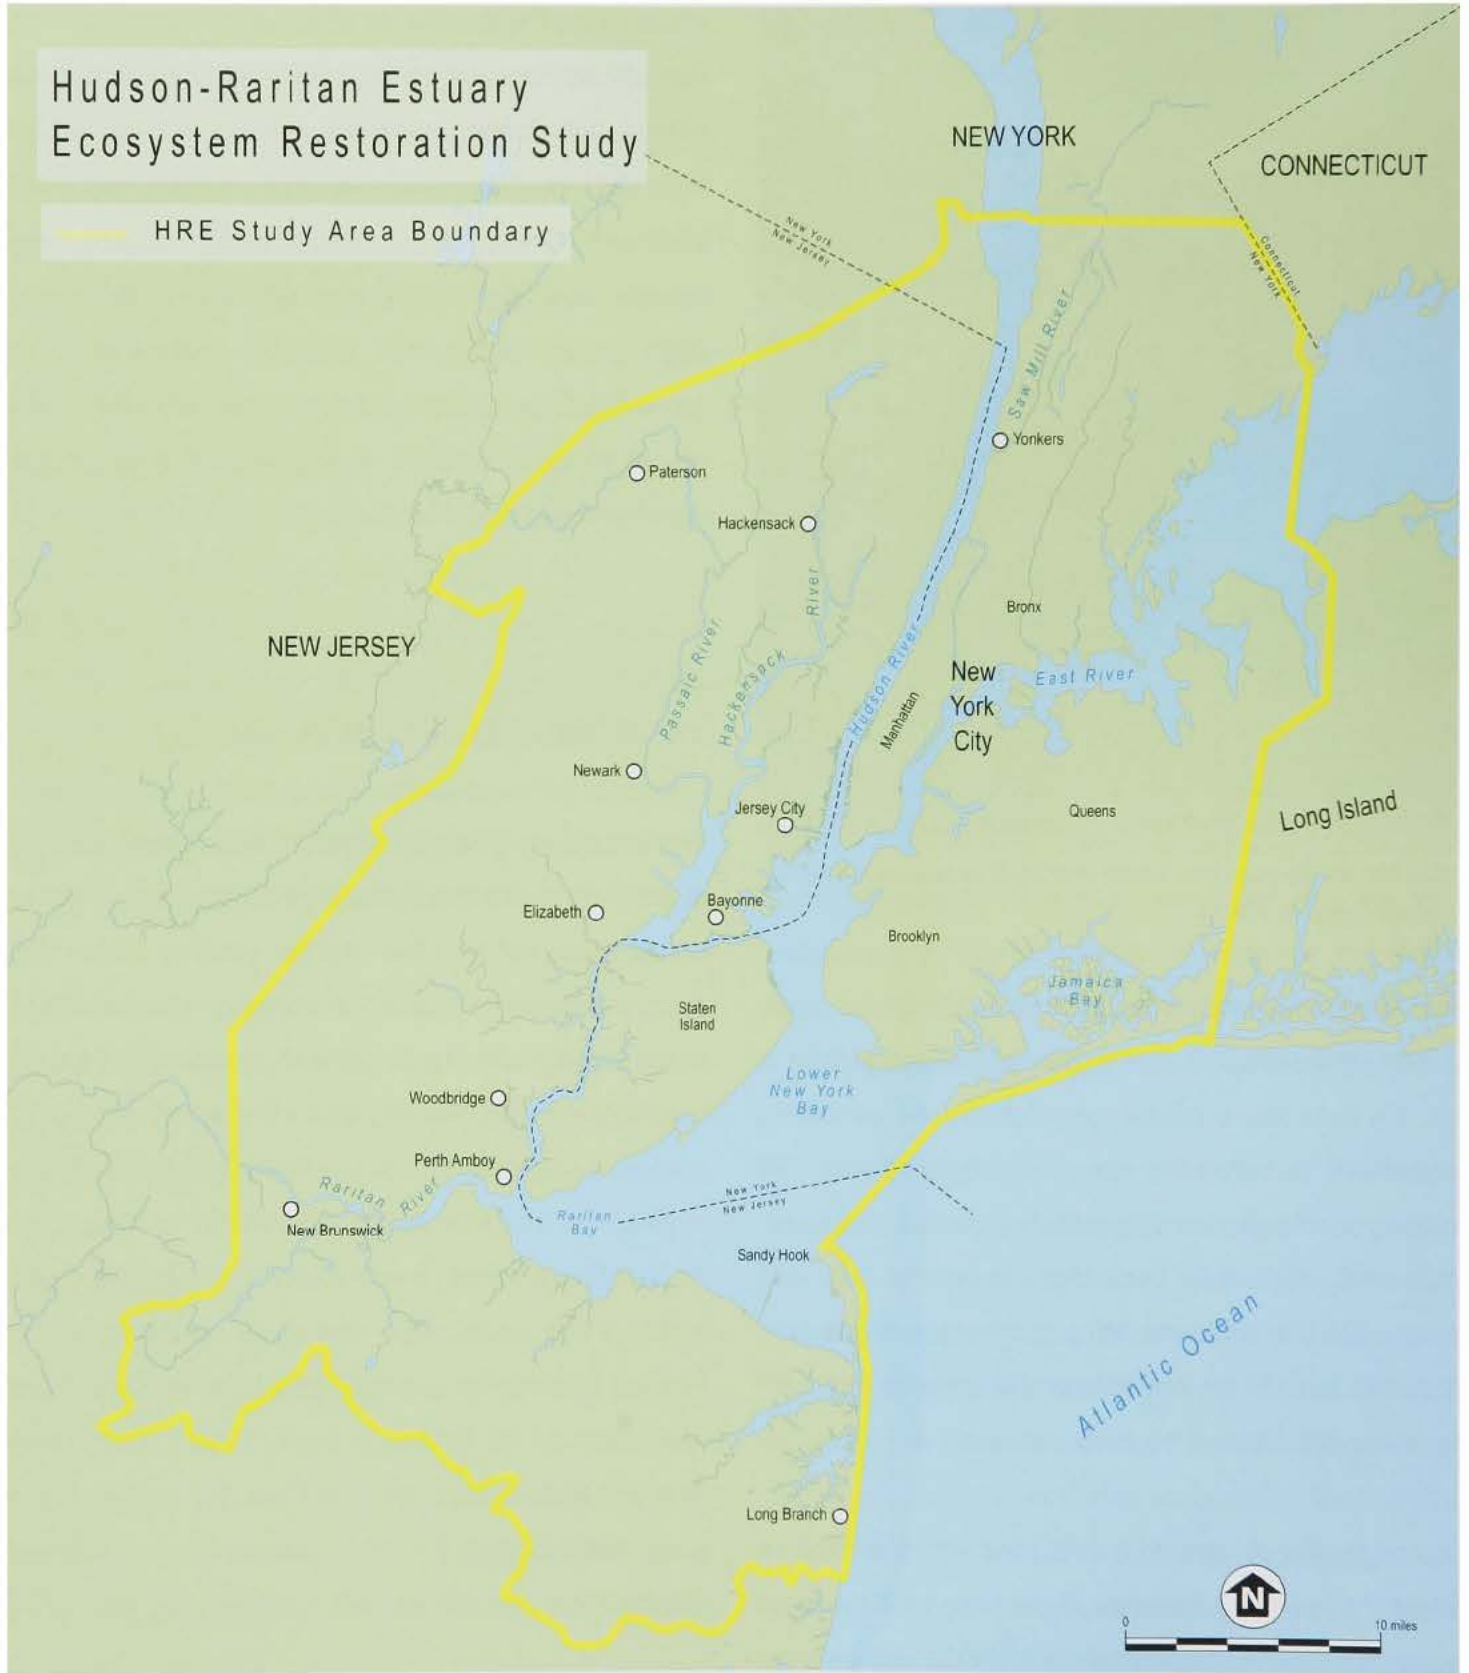 Hudson-Raritan Estuary
Ecosystem Restoration Study
HRE Study Area Boundary
NEW YORK
CONNECTICUT
New York
New Jersey
Connecticut
New York
Saw Mill River
Yonkers
Paterson
Hackensack
NEW JERSEY
Passaic River
Hackensack
River
Hudson River
Manhattan
Bronx
New
York
City
East River
Newark
Jersey City
Queens
Long Island
Elizabeth
Bayonne
Brooklyn
Jamaica
Bay
Staten
Island
Lower
New York
Bay
Woodbridge
Perth Amboy
Raritan
River
New Brunswick
Raritan
Bay
New York
New Jersey
Sandy Hook
Atlantic Ocean
Long Branch
N
0
10 miles